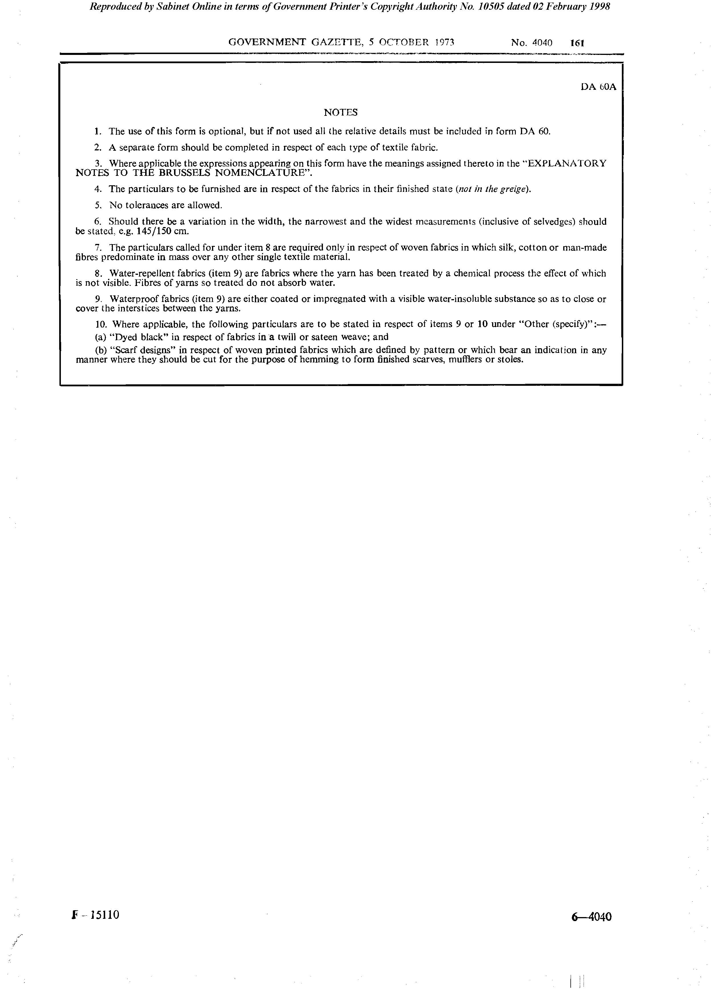 Reproduced by Sabinet Online in terms of Government Printer's Copyright Authority No. 10505 dated 02 February 1998
GOVERNMENT GAZETTE, 5 OCTOBER 1973 No. 4040 161
DA 60A
NOTES
1. The use of this form is optional, but if not used all the relative details must be included in form DA 60.
2. A separate form should be completed in respect of each type of textile fabric.
3. Where applicable the expressions appearing on this form have the meanings assigned thereto in the “EXPLANATORY
NOTES TO THE BRUSSELS NOMENCLATURE”.
4. The particulars to be furnished are in respect of the fabrics in their finished state (not in the greige).
5. No tolerances are allowed.
6. Should there be a variation in the width, the narrowest and the widest measurements (inclusive of selvedges) should
be stated, e.g. 145/150 cm.
7. The particulars called for under item 8 are required only in respect of woven fabrics in which silk, cotton or man-made
fibres predominate in mass over any other single textile material.
8. Water-repellent fabrics (item 9) are fabrics where the yarn has been treated by a chemical process the effect of which
is not visible. Fibres of yarns so treated do not absorb water.
9. Waterproof fabrics (item 9) are either coated or impregnated with a visible water-insoluble substance so as to close or
cover the interstices between the yarns.
10. Where applicable, the following particulars are to be stated in respect of items 9 or 10 under “Other (specify)”:—
(a) “Dyed black” in respect of fabrics in a twill or sateen weave; and
(b) “Scarf designs” in respect of woven printed fabrics which are defined by pattern or which bear an indication in any
manner where they should be cut for the purpose of hemming to form finished scarves, mufflers or stoles.
F – 15110
6—4040